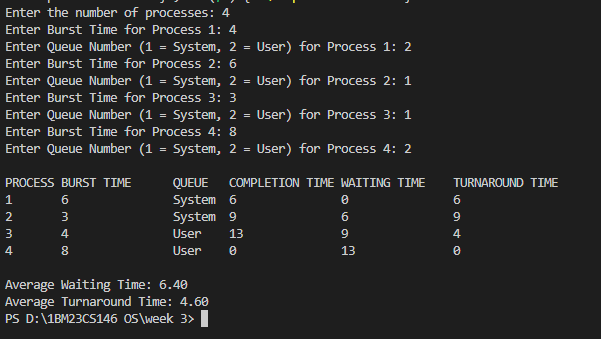 Enter the number of processes: 4
Enter Burst Time for Process 1: 4
Enter Queue Number (1 = System, 2 = User) for Process 1: 2
Enter Burst Time for Process 2: 6
Enter Queue Number (1 = System, 2 = User) for Process 2: 1
Enter Burst Time for Process 3: 3
Enter Queue Number (1 = System, 2 = User) for Process 3: 1
Enter Burst Time for Process 4: 8
Enter Queue Number (1 = System, 2 = User) for Process 4: 2
PROCESS BURST TIME QUEUE COMPLETION TIME WAITING TIME TURNAROUND TIME
1 6 System 6 0 6
2 3 System 9 6 9
3 4 User 13 9 4
4 8 User 0 13 0
Average Waiting Time: 6.40
Average Turnaround Time: 4.60
PS D:\1BM23CS146 OS\week 3>